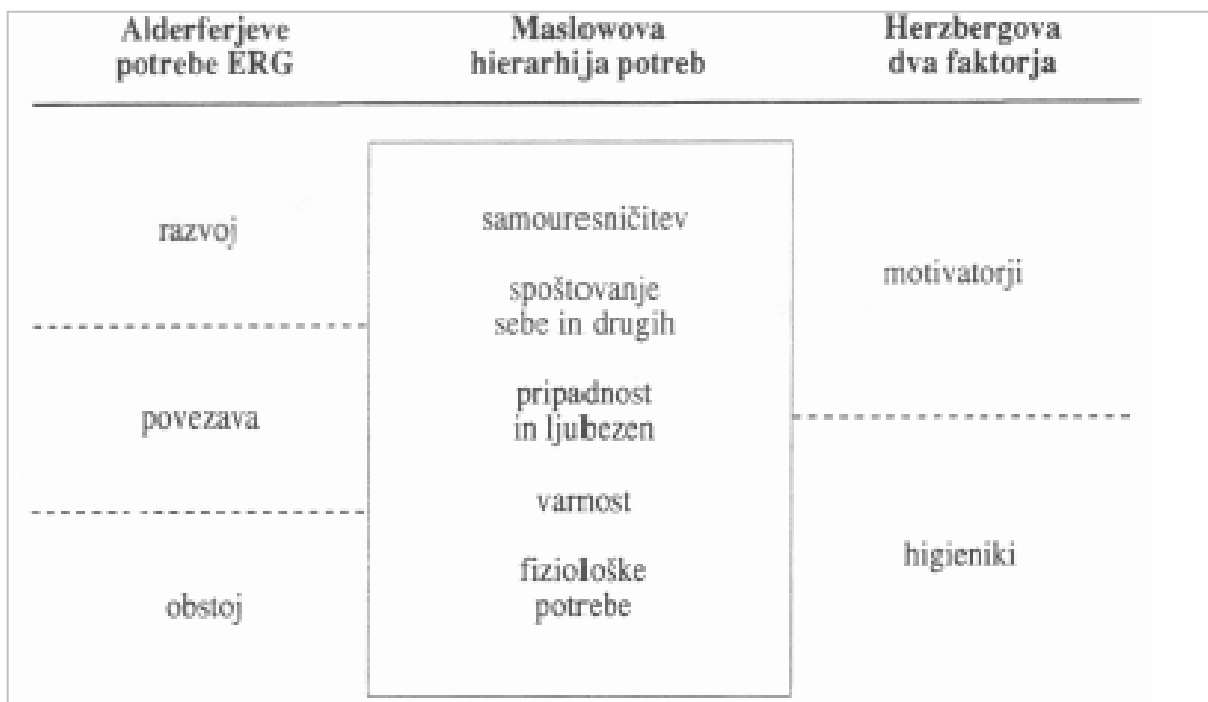 Alderferjeve
potrebe ERG
Maslowova
hierarhija potreb
Herzbergova
dva faktorja
razvoj
povezava
obstoj
samouresničitev
spoštovanje
sebe in drugih
pripadnost
in ljubezen
varnost
fiziološke
potrebe
motivatorji
higieniki